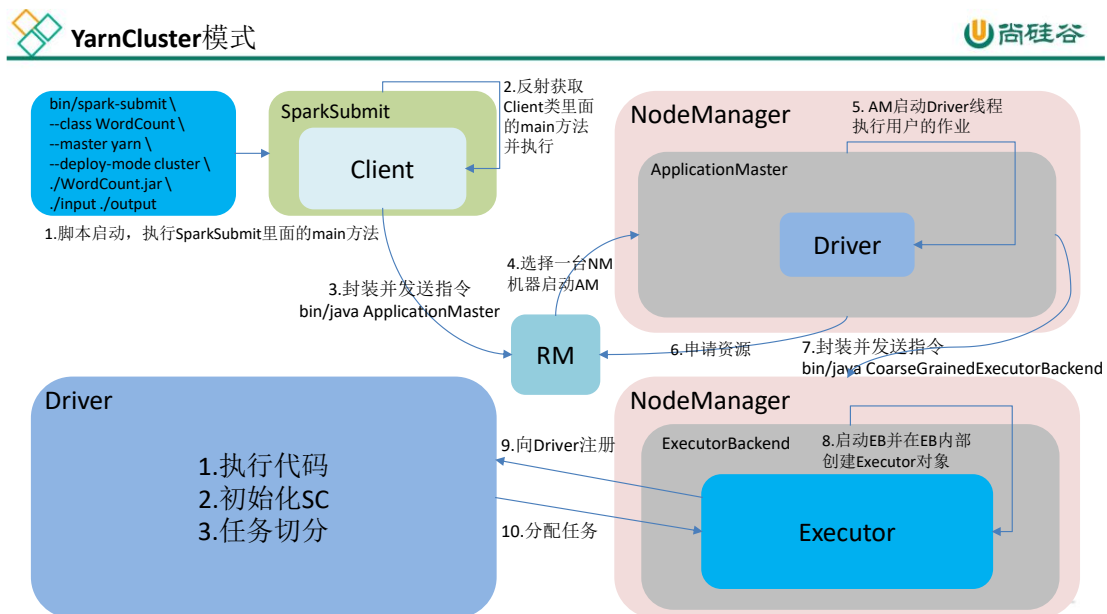 YarnCluster模式
尚硅谷
bin/spark-submit \
--class WordCount \
--master yarn \
--deploy-mode cluster \
./WordCount.jar \
./input ./output
1.脚本启动，执行SparkSubmit里面的main方法
SparkSubmit
Client
2.反射获取
Client类里面
的main方法
并执行
3.封装并发送指令
bin/java ApplicationMaster
4.选择一台NM
机器启动AM
RM
NodeManager
5. AM启动Driver线程
执行用户的作业
ApplicationMaster
Driver
6.申请资源
7.封装并发送指令
bin/java CoarseGrainedExecutorBackend
Driver
1.执行代码
2.初始化SC
3.任务切分
9.向Driver注册
10.分配任务
NodeManager
ExecutorBackend
8.启动EB并在EB内部
创建Executor对象
Executor